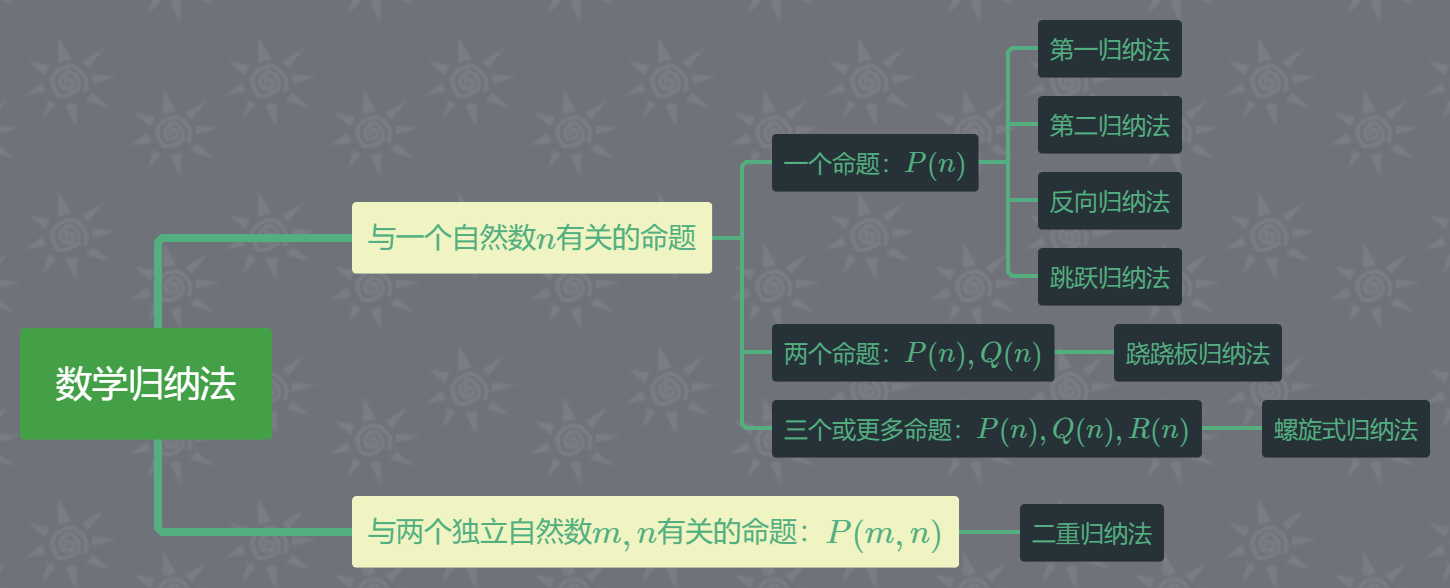 数学归纳法
与一个自然数n有关的命题
一个命题：P(n)
第一归纳法
第二归纳法
反向归纳法
跳跃归纳法
两个命题：P(n), Q(n)
跷跷板归纳法
三个或更多命题：P(n), Q(n), R(n)
螺旋式归纳法
与两个独立自然数m, n有关的命题：P(m, n)
二重归纳法